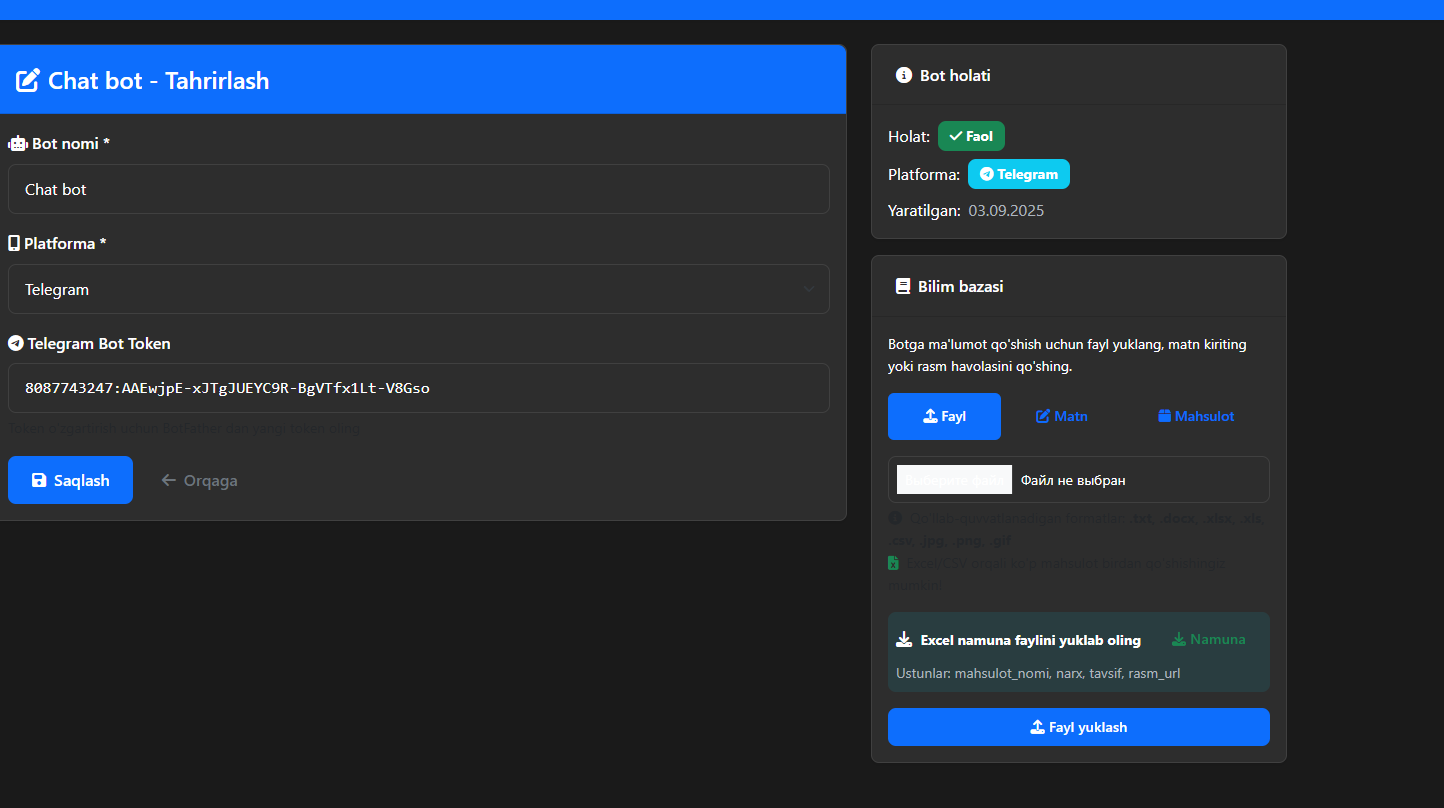 Chat bot - Tahrirlash
Bot nomi *
Chat bot
Platforma *
Telegram
Telegram Bot Token
8087743247:AAEwjpE-xJTgJUEYC9R-BgVTfx1Lt-V8Gso
Token o'zgartirish uchun BotFather dan yangi token oling
Saqlash
Orqaga
Bot holati
Holat: Faol
Platforma: Telegram
Yaratilgan: 03.09.2025
Bilim bazasi
Botga ma'lumot qo'shish uchun fayl yuklang, matn kiriting
yoki rasm havolasini qo'shing.
Fayl Matn Mahsulot
Выберите файл Файл не выбран
Qo'llab-quvvatlanadigan formatlar: .txt, .docx, .xlsx, .xls,
.csv, .jpg, .png, .gif
Excel/CSV orqali ko'p mahsulot birdan qo'shishingiz
mumkin!
Excel namuna faylini yuklab oling Namuna
Ustunlar: mahsulot_nomi, narx, tavsif, rasm_url
Fayl yuklash